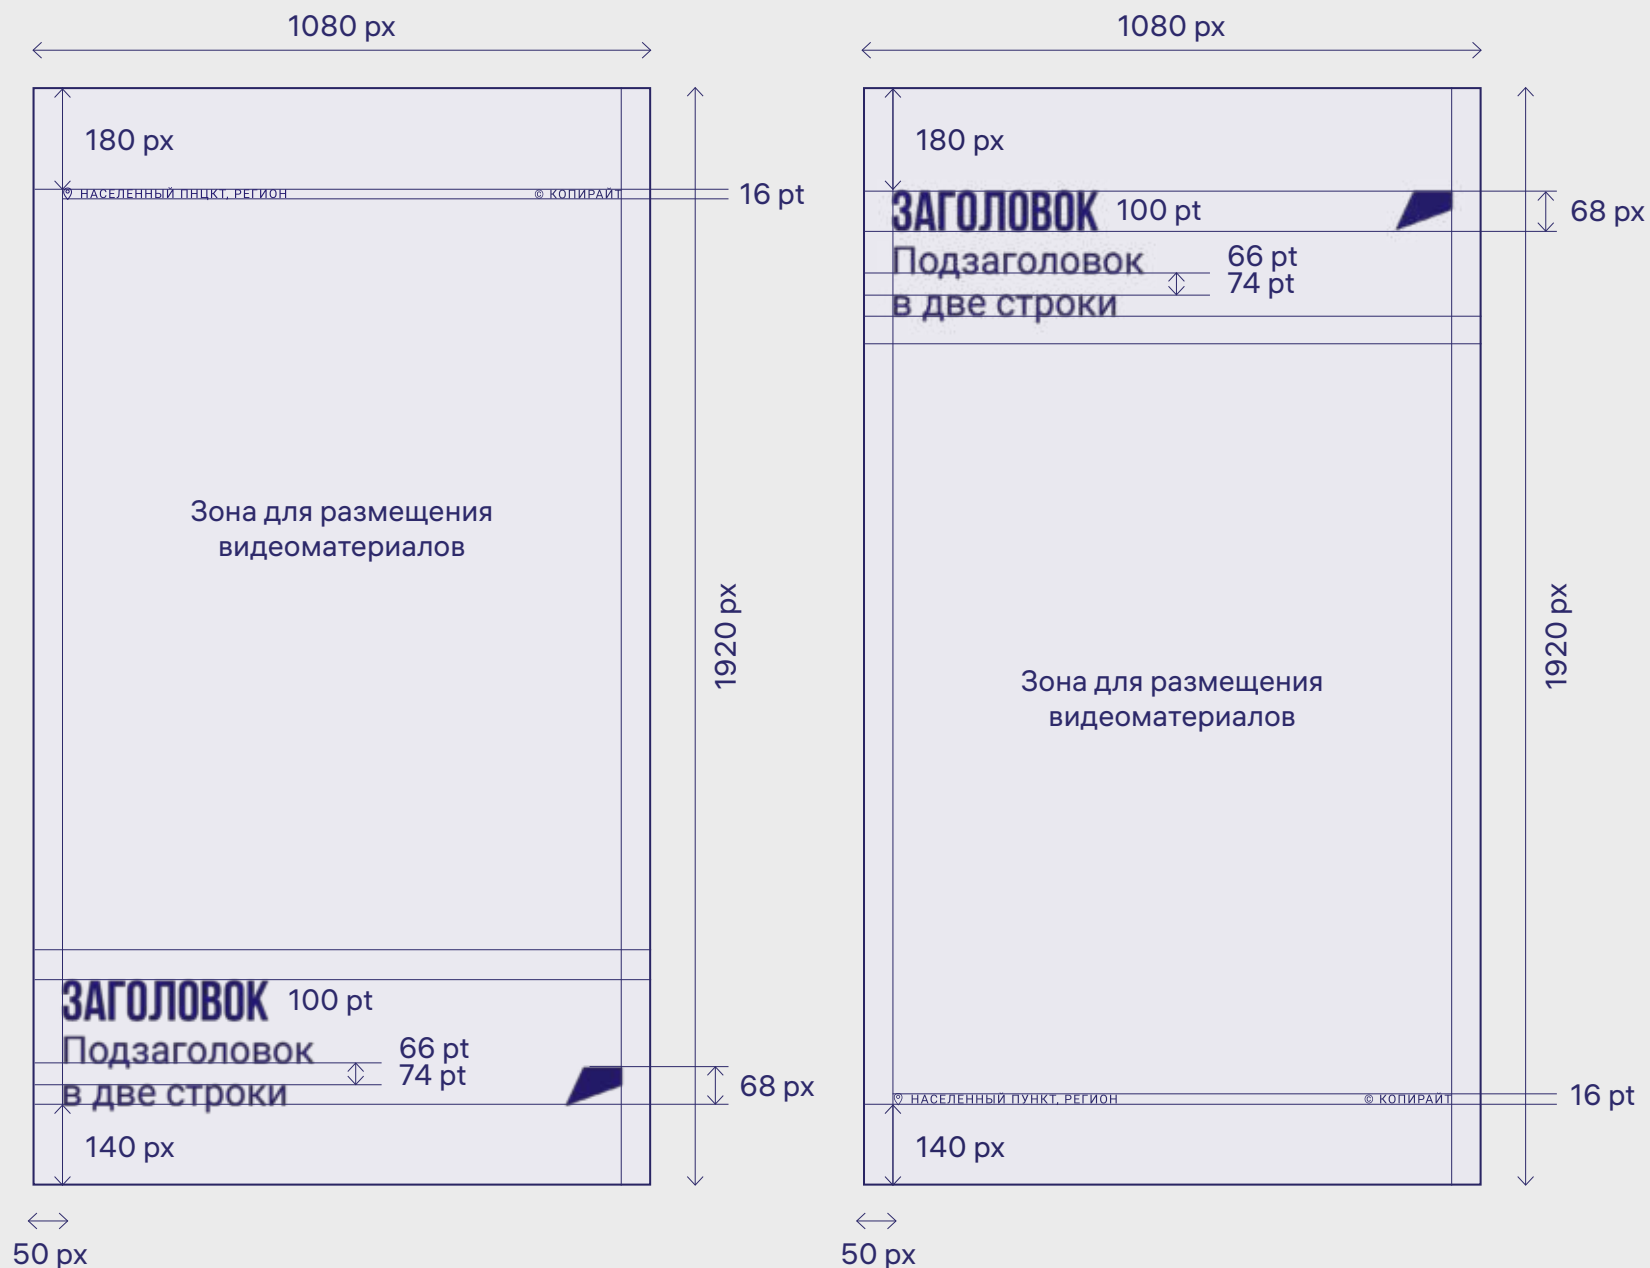 1080 px
180 px
НАСЕЛЕННЫЙ ПНЦКТ, РЕГИОН
© КОПИРАЙТ
16 pt
Зона для размещения
видеоматериалов
1920 px
ЗАГОЛОВОК
100 pt
Подзаголовок
в две строки
66 pt
74 pt
68 px
140 px
50 px
1080 px
180 px
ЗАГОЛОВОК
100 pt
68 px
Подзаголовок
в две строки
66 pt
74 pt
Зона для размещения
видеоматериалов
1920 px
НАСЕЛЕННЫЙ ПУНКТ, РЕГИОН
© КОПИРАЙТ
16 pt
140 px
50 px